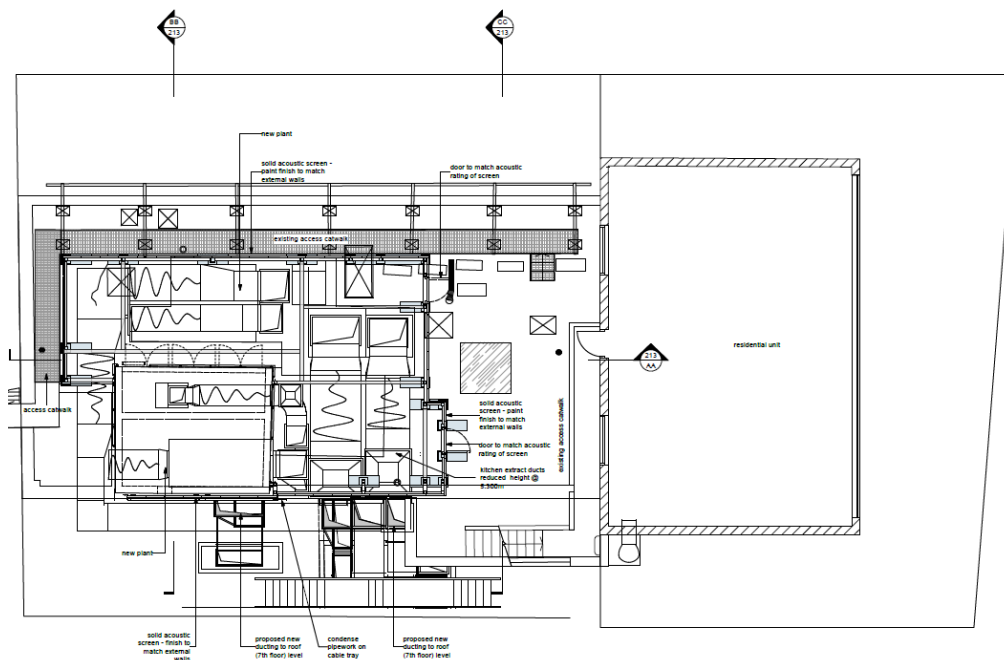 BB
213
CC
213
new plant
solid acoustic screen -
paint finish to match
external walls
door to match acoustic
rating of screen
existing access catwalk
residential unit
213
AA
access catwalk
solid acoustic
screen - paint
finish to match
external walls
door to match acoustic
rating of screen
existing access catwalk
kitchen extract ducts
reduced height @
new plant
solid acoustic
screen - finish to
match external
walls
proposed new
ducting to roof
(7th floor) level
condense
pipework on
cable tray
proposed new
ducting to roof
(7th floor) level